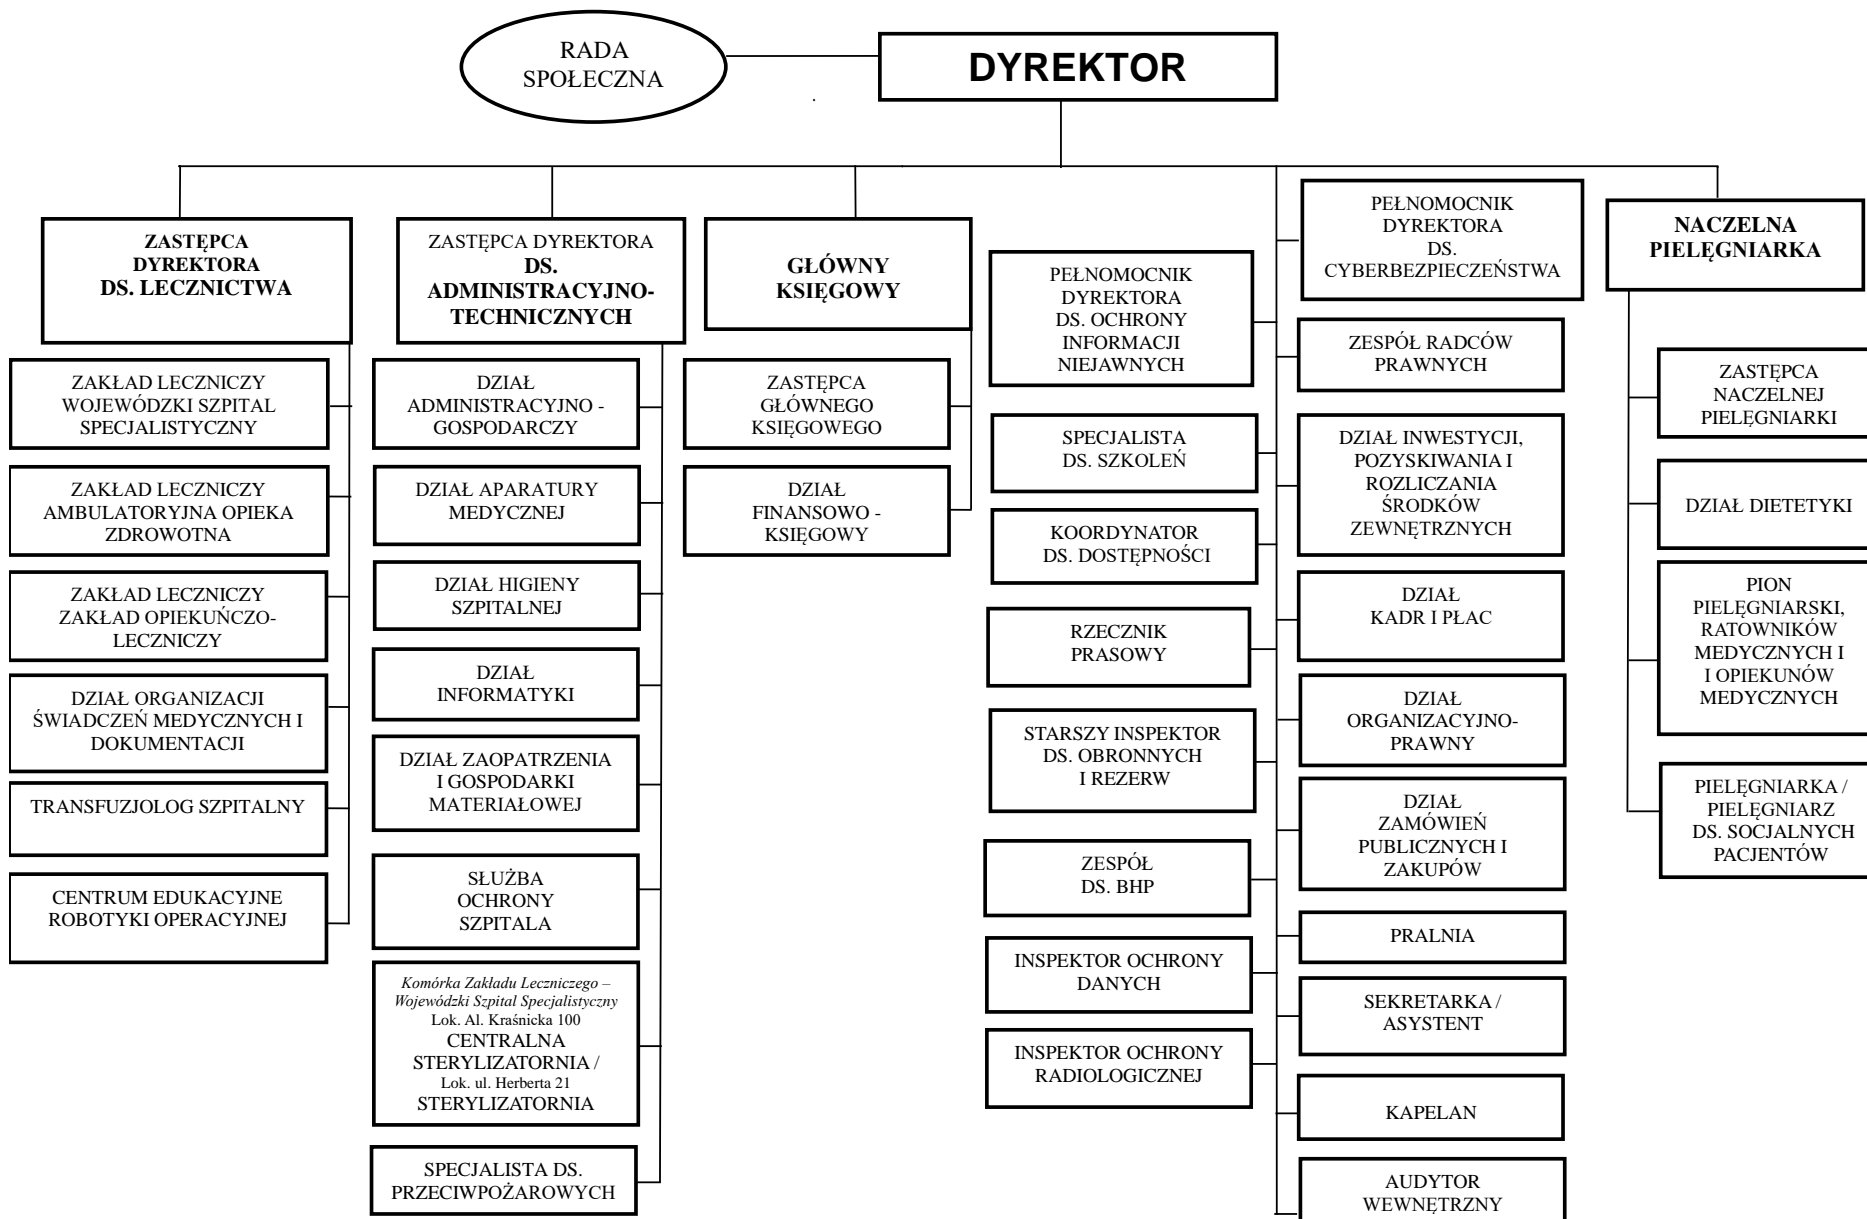 RADA
SPOŁECZNA
DYREKTOR
ZASTĘPCA
DYREKTORA
DS. LECZNICTWA
ZAKŁAD LECZNICZY
WOJEWÓDZKI SZPITAL
SPECJALISTYCZNY
ZAKŁAD LECZNICZY
AMBULATORYJNA OPIEKA
ZDROWOTNA
ZAKŁAD LECZNICZY
ZAKŁAD OPIEKUŃCZO-
LECZNICZY
DZIAŁ ORGANIZACJI
ŚWIADCZEŃ MEDYCZNYCH I
DOKUMENTACJI
TRANSFUZJOLOG SZPITALNY
CENTRUM EDUKACYJNE
ROBOTYKI OPERACYJNEJ
ZASTĘPCA DYREKTORA
DS.
ADMINISTRACYJNO-
TECHNICZNYCH
DZIAŁ
ADMINISTRACYJNO -
GOSPODARCZY
DZIAŁ APARATURY
MEDYCZNEJ
DZIAŁ HIGIENY
SZPITALNEJ
DZIAŁ
INFORMATYKI
DZIAŁ ZAOPATRZENIA
I GOSPODARKI
MATERIAŁOWEJ
SŁUŻBA
OCHRONY
SZPITALA
Komórka Zakładu Leczniczego –
Wojewódzki Szpital Specjalistyczny
Lok. Al. Kraśnicka 100
CENTRALNA
STERYLIZATORNIA /
Lok. ul. Herberta 21
STERYLIZATORNIA
SPECJALISTA DS.
PRZECIWPOŻAROWYCH
GŁÓWNY
KSIĘGOWY
ZASTĘPCA
GŁÓWNEGO
KSIĘGOWEGO
DZIAŁ
FINANSOWO -
KSIĘGOWY
PEŁNOMOCNIK
DYREKTORA
DS. OCHRONY
INFORMACJI
NIEJAWNYCH
SPECJALISTA
DS. SZKOLEŃ
KOORDYNATOR
DS. DOSTĘPNOŚCI
RZECZNIK
PRASOWY
STARSZY INSPEKTOR
DS. OBRONNYCH
I REZERW
ZESPÓŁ
DS. BHP
INSPEKTOR OCHRONY
DANYCH
INSPEKTOR OCHRONY
RADIOLOGICZNEJ
PEŁNOMOCNIK
DYREKTORA
DS.
CYBERBEZPIECZEŃSTWA
ZESPÓŁ RADCÓW
PRAWNYCH
DZIAŁ INWESTYCJI,
POZYSKIWANIA I
ROZLICZANIA
ŚRODKÓW
ZEWNĘTRZNYCH
DZIAŁ
KADR I PŁAC
DZIAŁ
ORGANIZACYJNO-
PRAWNY
DZIAŁ
ZAMÓWIEŃ
PUBLICZNYCH I
ZAKUPÓW
PRALNIA
SEKRETARKA /
ASYSTENT
KAPELAN
AUDYTOR
WEWNĘTRZNY
NACZELNA
PIELĘGNIARKA
ZASTĘPCA
NACZELNEJ
PIELĘGNIARKI
DZIAŁ DIETETYKI
PION
PIELĘGNIARSKI,
RATOWNIKÓW
MEDYCZNYCH I
I OPIEKUNÓW
MEDYCZNYCH
PIELĘGNIARKA /
PIELĘGNIARZ
DS. SOCJALNYCH
PACJENTÓW